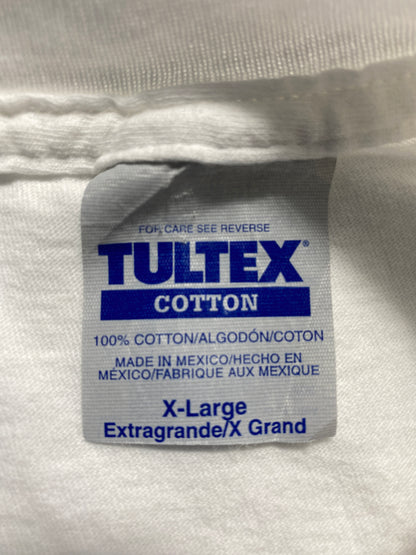 FOR CARE SEE REVERSE
TULTEX®
COTTON
100% COTTON/ALGODÓN/COTON
MADE IN MEXICO/HECHO EN
MÉXICO/FABRIQUE AUX MEXIQUE
X-Large
Extragrande/X Grand